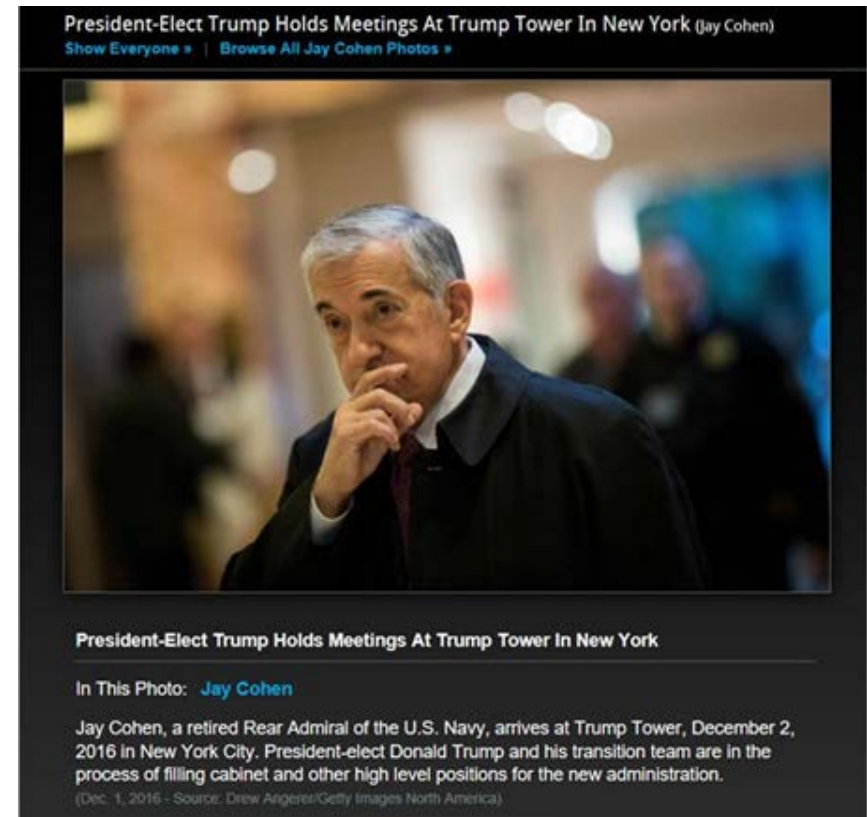 President-Elect Trump Holds Meetings At Trump Tower In New York (Jay Cohen)
Show Everyone » | Browse All Jay Cohen Photos »
President-Elect Trump Holds Meetings At Trump Tower In New York
In This Photo: Jay Cohen
Jay Cohen, a retired Rear Admiral of the U.S. Navy, arrives at Trump Tower, December 2,
2016 in New York City. President-elect Donald Trump and his transition team are in the
process of filling cabinet and other high level positions for the new administration.
(Dec. 1, 2016 - Source: Drew Angerer/Getty Images North America)